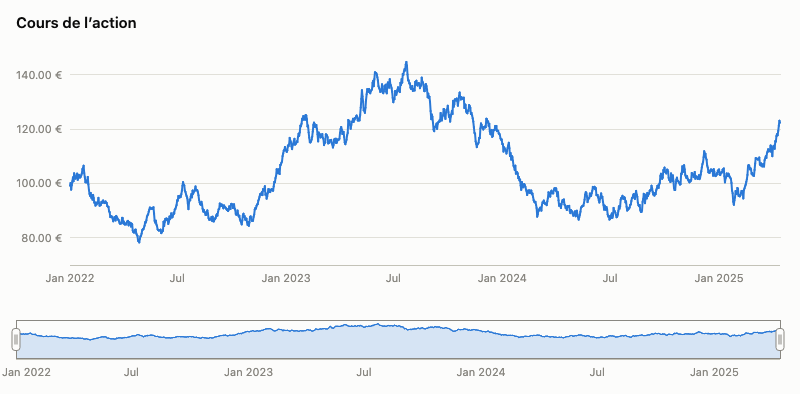 Cours de l’action
140.00 €
120.00 €
100.00 €
80.00 €
Jan 2022 Jul Jan 2023 Jul Jan 2024 Jul Jan 2025
Jan 2022 Jul Jan 2023 Jul Jan 2024 Jul Jan 2025